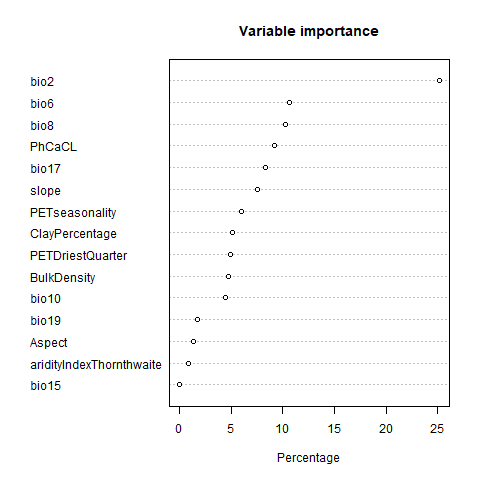 Variable importance
bio2
bio6
bio8
PhCaCL
bio17
slope
PETseasonality
ClayPercentage
PETDriestQuarter
BulkDensity
bio10
bio19
Aspect
aridityIndexThornthwaite
bio15
0 5 10 15 20 25
Percentage